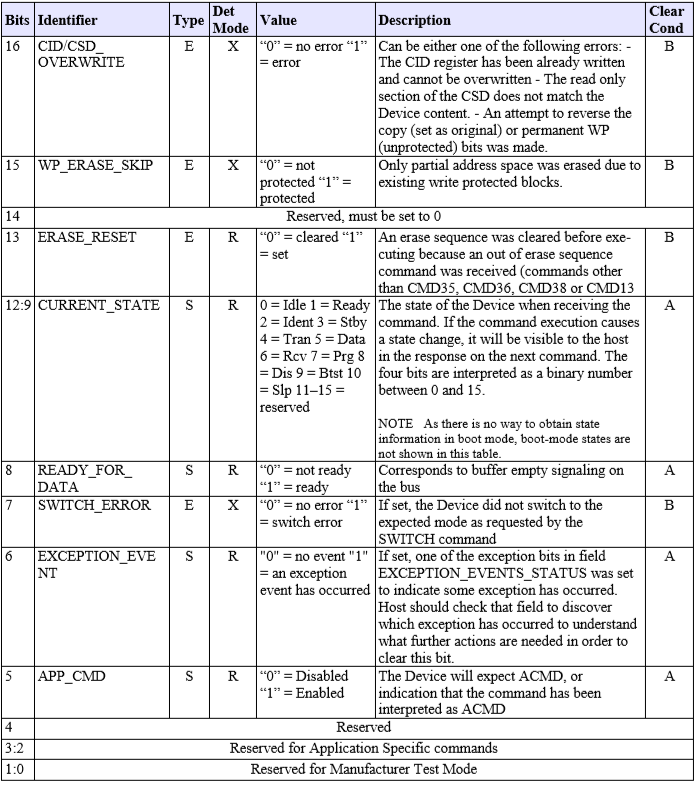 Bits Identifier Type Det Mode Value Description Clear Cond
16 CID/CSD_ E X “0” = no error “1” Can be either one of the following errors: - B
OVERWRITE = error The CID register has been already written
and cannot be overwritten - The read only
section of the CSD does not match the
Device content. - An attempt to reverse the
copy (set as original) or permanent WP
(unprotected) bits was made.
15 WP_ERASE_SKIP E X “0” = not Only partial address space was erased due to B
protected “1” = existing write protected blocks.
protected
14 Reserved, must be set to 0
13 ERASE_RESET E R “0” = cleared “1” An erase sequence was cleared before exe- B
= set cuting because an out of erase sequence
command was received (commands other
than CMD35, CMD36, CMD38 or CMD13
12:9 CURRENT_STATE S R 0 = Idle 1 = Ready The state of the Device when receiving the A
2 = Ident 3 = Stby command. If the command execution causes
4 = Tran 5 = Data a state change, it will be visible to the host
6 = Rcv 7 = Prg 8 in the response on the next command. The
= Dis 9 = Btst 10 four bits are interpreted as a binary number
= Slp 11–15 = between 0 and 15.
reserved
NOTE As there is no way to obtain state
information in boot mode, boot-mode states are
not shown in this table.
8 READY_FOR_ S R “0” = not ready Corresponds to buffer empty signaling on A
DATA “1” = ready the bus
7 SWITCH_ERROR E X “0” = no error “1” If set, the Device did not switch to the B
= switch error expected mode as requested by the
SWITCH command
6 EXCEPTION_EVE S R "0" = no event "1" If set, one of the exception bits in field A
NT = an exception EXCEPTION_EVENTS_STATUS was set
event has occurred to indicate some exception has occurred.
Host should check that field to discover
which exception has occurred to understand
what further actions are needed in order to
clear this bit.
5 APP_CMD S R “0” = Disabled The Device will expect ACMD, or A
“1” = Enabled indication that the command has been
interpreted as ACMD
4 Reserved
3:2 Reserved for Application Specific commands
1:0 Reserved for Manufacturer Test Mode